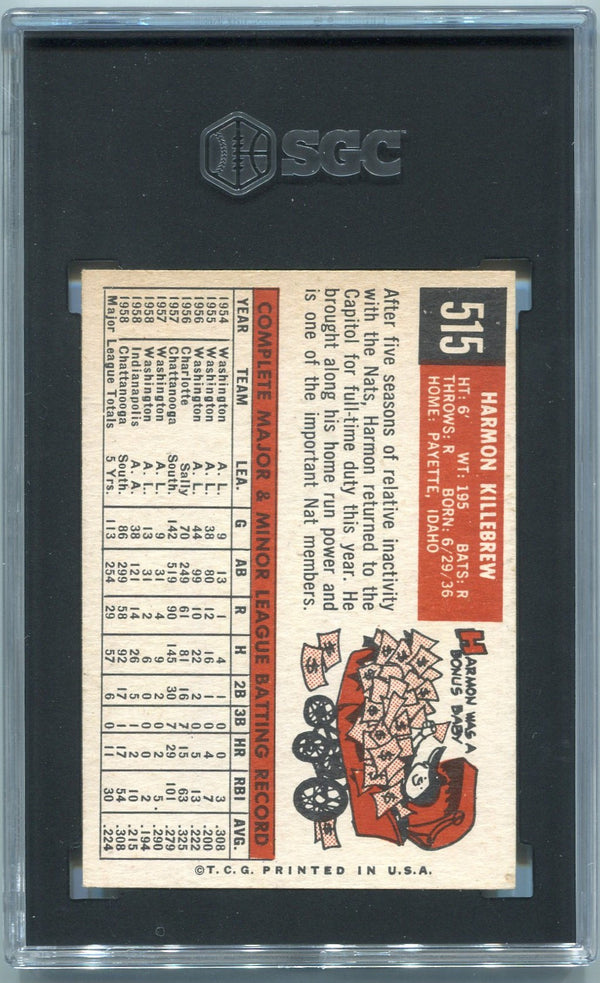 SGC
515
HARMON KILLEBREW
HT: 6' WT: 195 BATS: R
THROWS: R BORN: 6/29/36
HOME: PAYETTE, IDAHO
After five seasons of relative inactivity
with the Nats, Harmon returned to the
Capitol for full-time duty this year. He
brought along his home run power and
is one of the important Nat members.
HARMON WAS A
BONUS BABY
COMPLETE MAJOR & MINOR LEAGUE BATTING RECORD
YEAR TEAM LEA. G AB R H 2B 3B HR RBI AVG.
1954 Washington A. L. 9 13 1 4 1 0 0 3 .308
1955 Washington A. L. 38 80 12 16 1 0 4 7 .200
1956 Washington A. L. 44 99 10 22 2 0 5 13 .222
1956 Charlotte Sally 74 249 61 81 16 7 15 63 .325
1957 Chattanooga South. 142 519 90 145 30 7 29 101 .279
1957 Washington A. L. 9 31 4 9 2 0 2 5 .290
1958 Washington A. L. 13 31 2 6 0 0 0 2 .194
1958 Indianapolis A. A. 38 121 14 26 2 10 .215
1958 Chattanooga South. 86 299 58 92 17 1 17 54 .308
Major League Totals 5 Yrs. 113 254 29 57 6 0 11 30 .224
©T.C.G. PRINTED IN U.S.A.